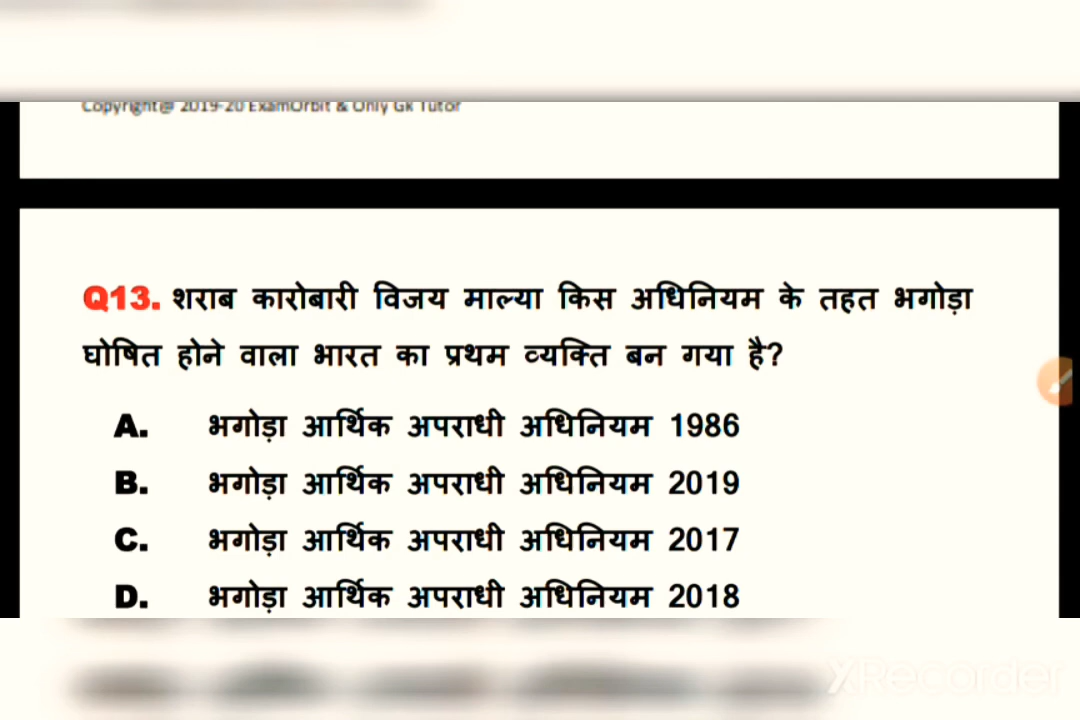 Copyright@ 2019-20 ExamOrbit & Only GK Tutor
Q13. शराब कारोबारी विजय माल्या किस अधिनियम के तहत भगोड़ा
घोषित होने वाला भारत का प्रथम व्यक्ति बन गया है?
A. भगोड़ा आर्थिक अपराधी अधिनियम 1986
B. भगोड़ा आर्थिक अपराधी अधिनियम 2019
C. भगोड़ा आर्थिक अपराधी अधिनियम 2017
D. भगोड़ा आर्थिक अपराधी अधिनियम 2018
XRecorder